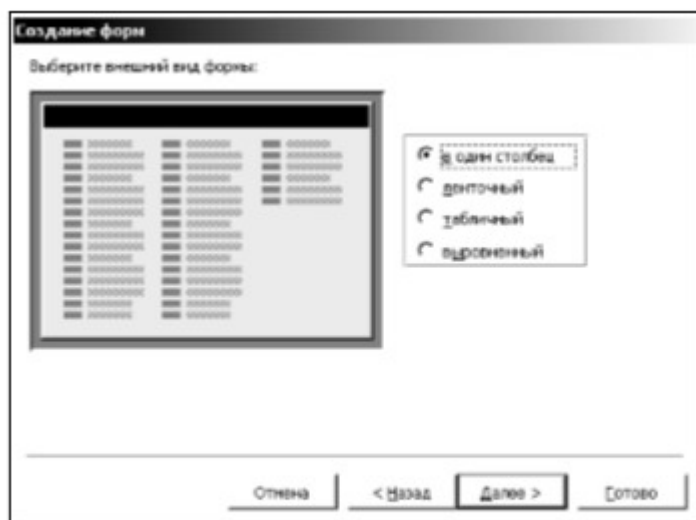 Создание форм
Выберите внешний вид формы:
в один столбец
ленточный
табличный
выровненный
Отмена
< Назад
Далее >
Готово